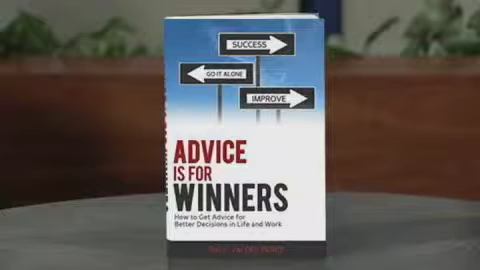 SUCCESS
GO IT ALONE
IMPROVE
ADVICE
IS FOR
WINNERS
How to Get Advice for
Better Decisions in Life and Work